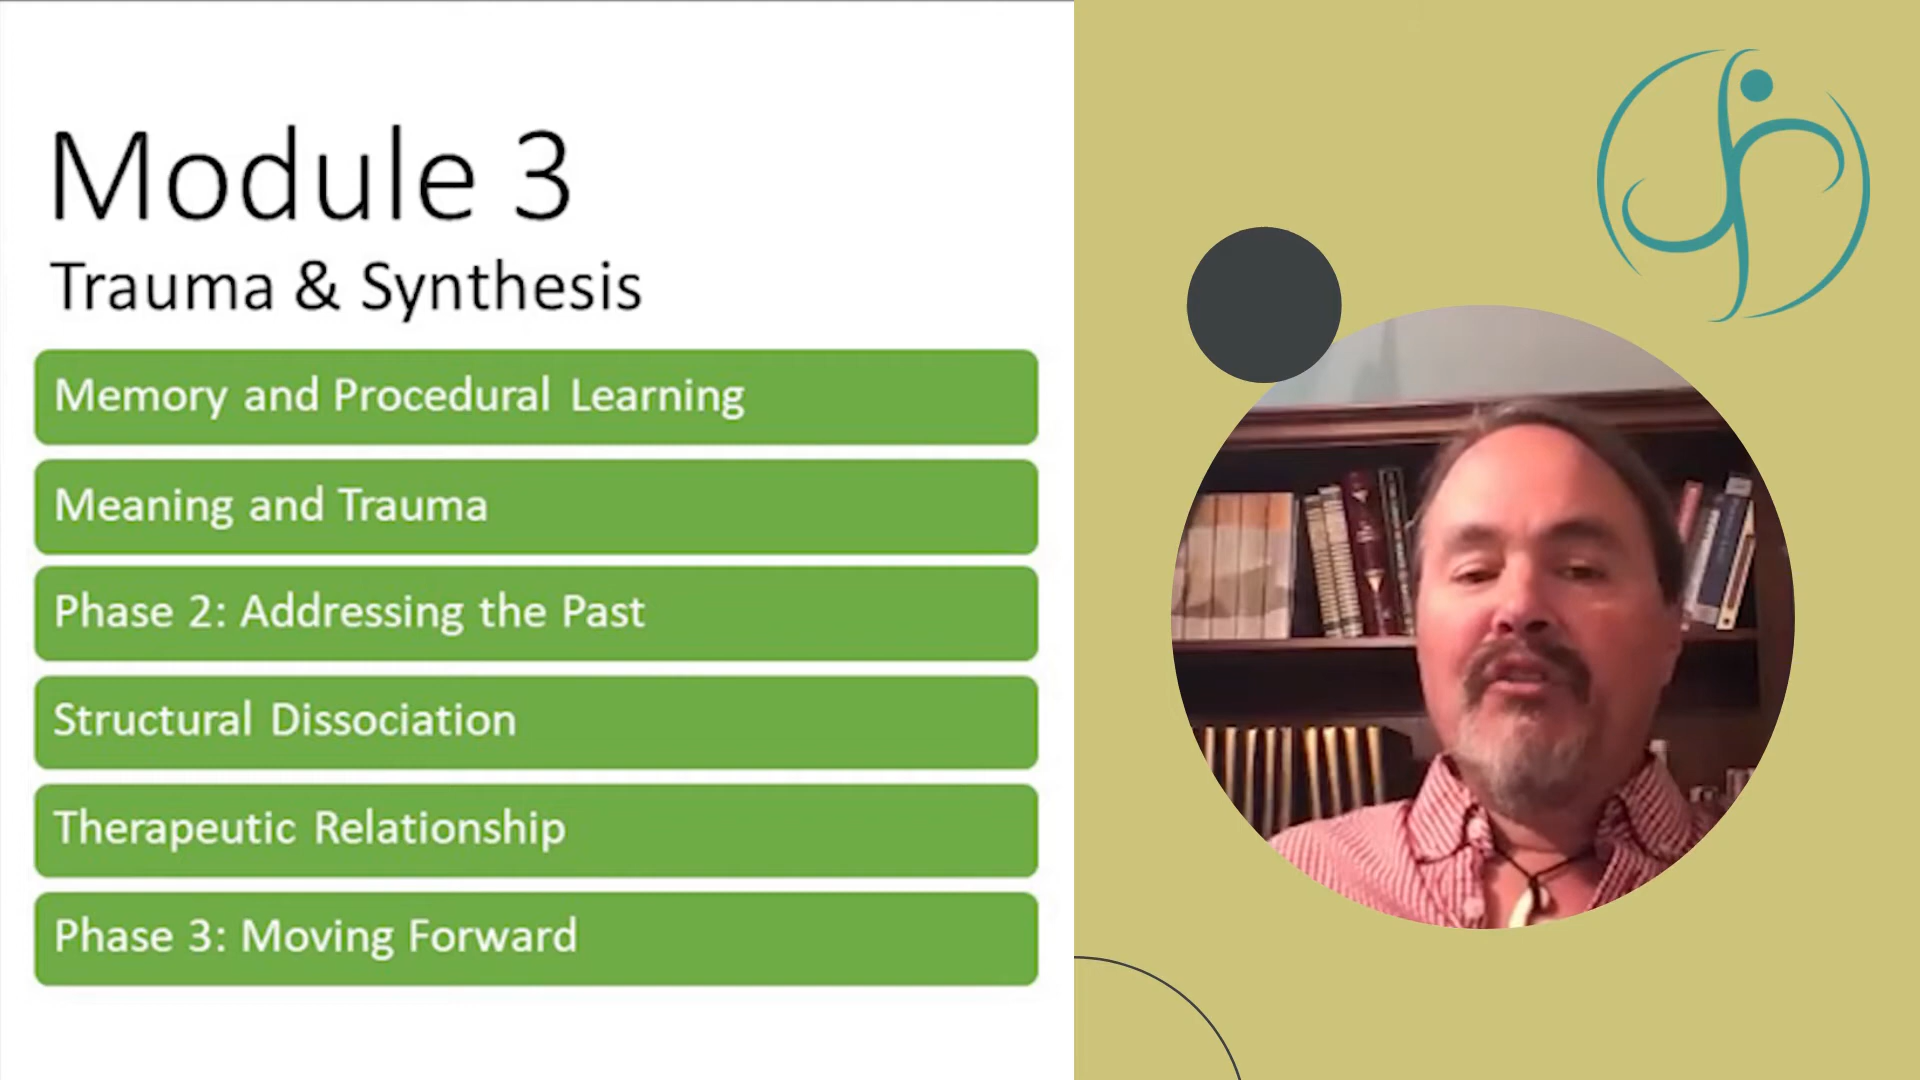 Module 3
Trauma & Synthesis
Memory and Procedural Learning
Meaning and Trauma
Phase 2: Addressing the Past
Structural Dissociation
Therapeutic Relationship
Phase 3: Moving Forward